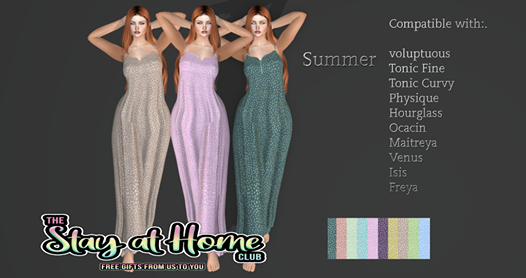 Compatible with:.
Summer
voluptuous
Tonic Fine
Tonic Curvy
Physique
Hourglass
Ocacin
Maitreya
Venus
Isis
Freya
THE
Stay at Home
CLUB
FREE GIFTS FROM US TO YOU